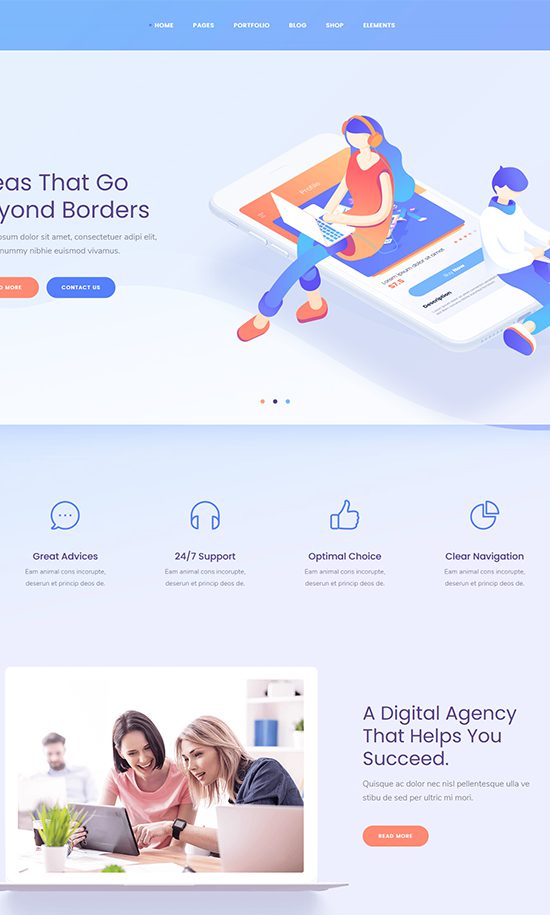 HOME PAGES PORTFOLIO BLOG SHOP ELEMENTS
eas That Go
yond Borders
psum dolor sit amet, consectetuer adipi elit,
nummy nibhie euismod vivamus.
MORE
CONTACT US
Profile
Lorem ipsum dolor sit amet.
$7.5
Buy Now
Description
Great Advices
Eam animal cons incorupte,
deserun et princip deos de.
24/7 Support
Eam animal cons incorupte,
deserun et princip deos de.
Optimal Choice
Eam animal cons incorupte,
deserun et princip deos de.
Clear Navigation
Eam animal cons incorupte,
deserun et princip deos de.
A Digital Agency
That Helps You
Succeed.
Quisque ac dolor nec nisl pellentesque ulla ve
stibu de sed per ultric mi mori.
READ MORE